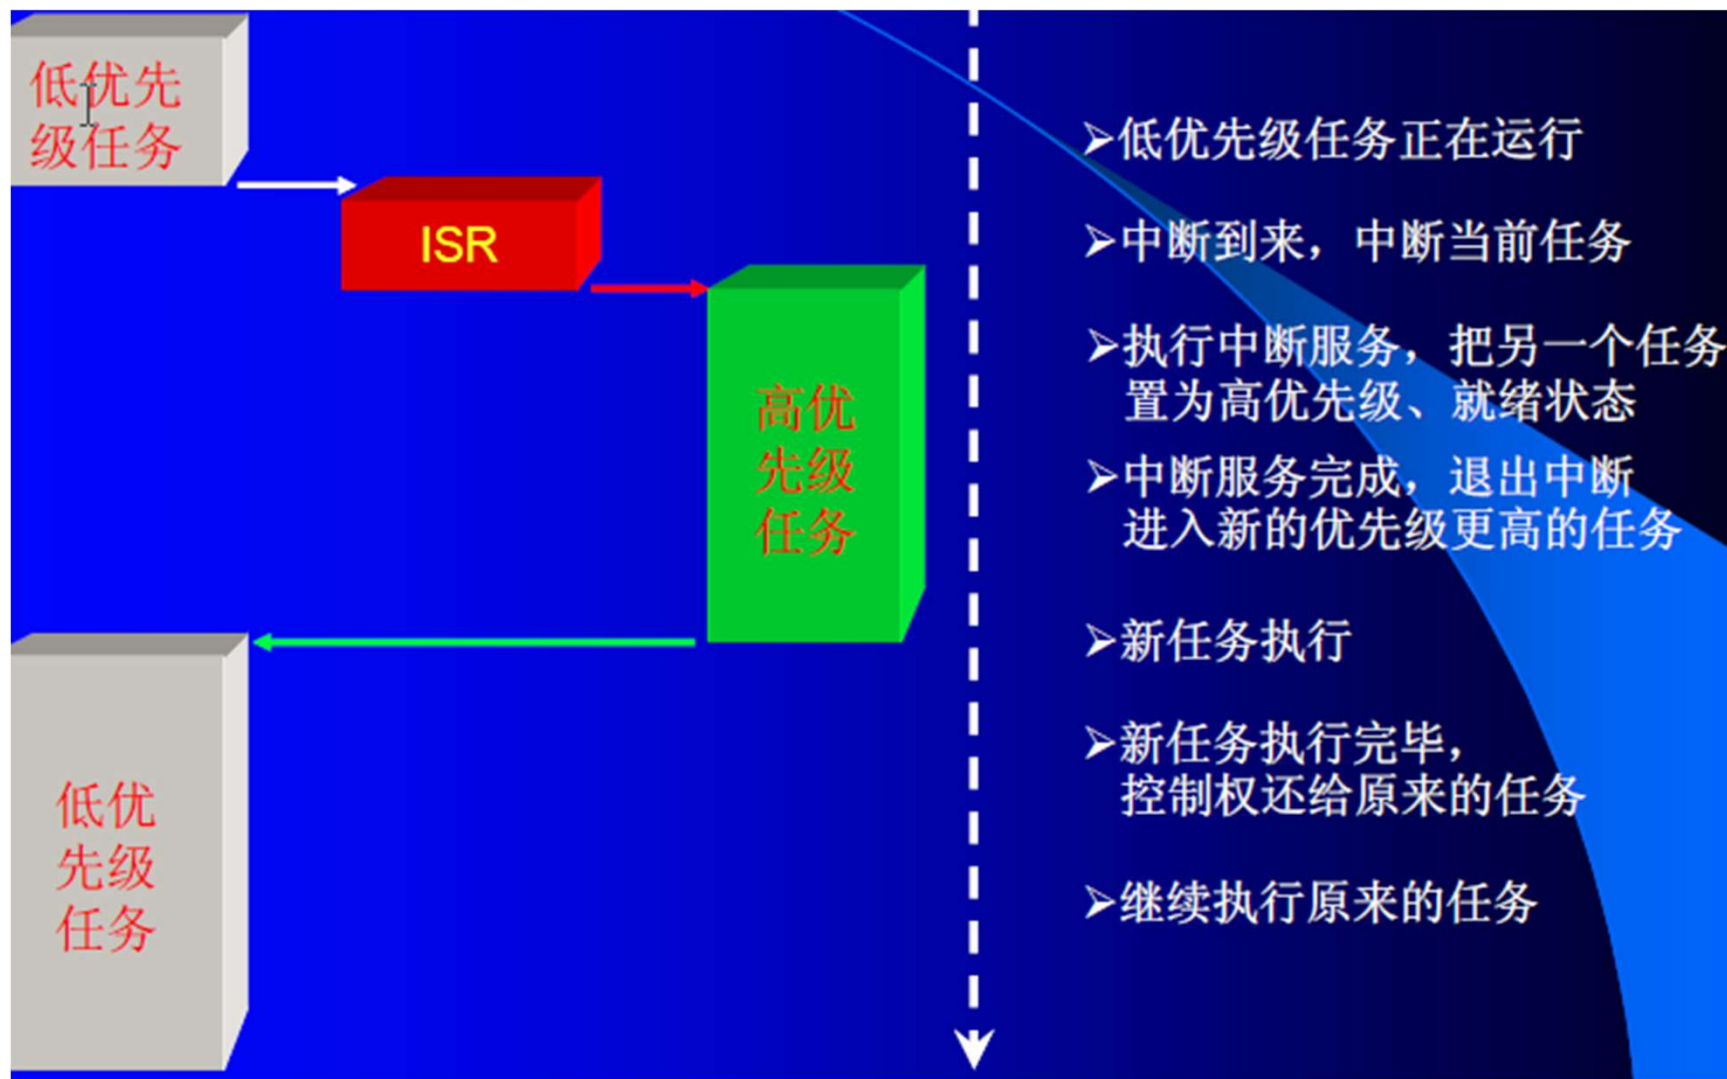 低优先
级任务
ISR
高优
先级
任务
低优
先级
任务
➢低优先级任务正在运行
➢中断到来，中断当前任务
➢执行中断服务，把另一个任务
置为高优先级、就绪状态
➢中断服务完成，退出中断
进入新的优先级更高的任务
➢新任务执行
➢新任务执行完毕，
控制权还给原来的任务
➢继续执行原来的任务